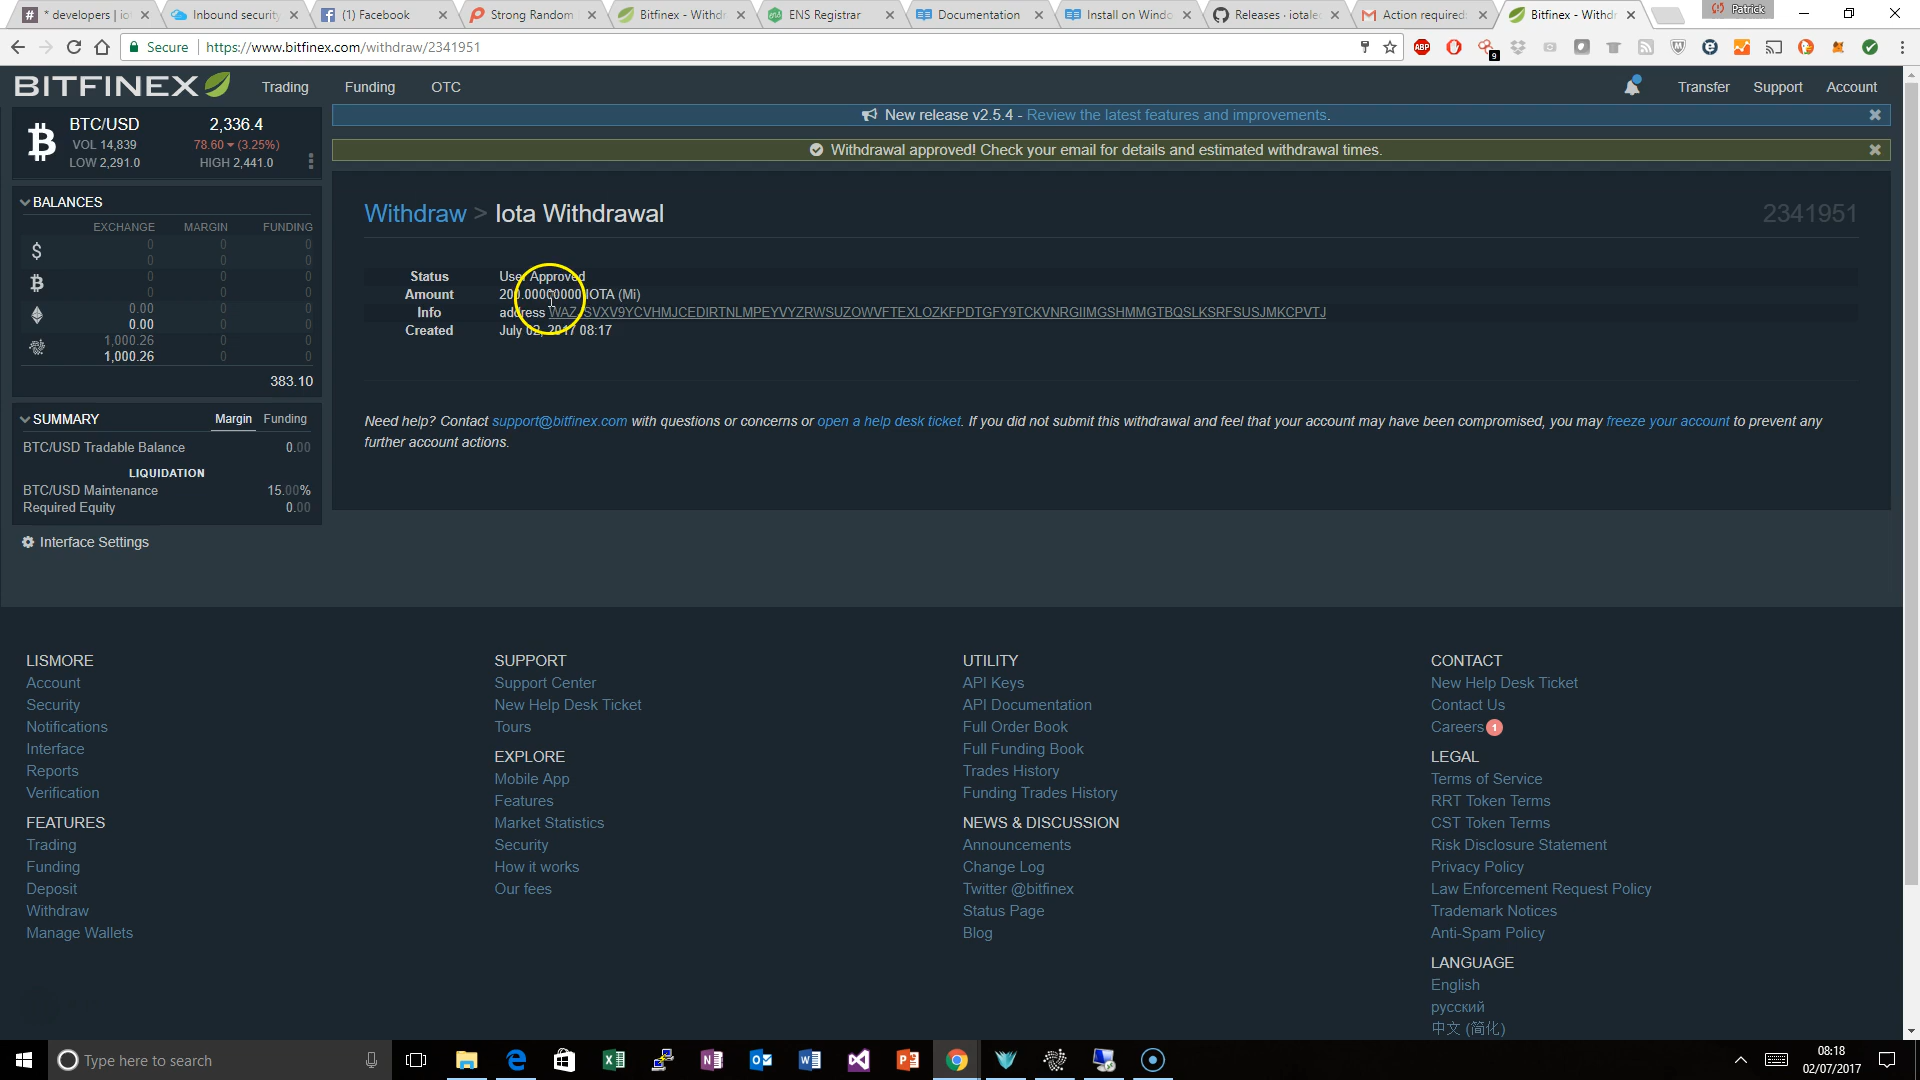 * developers | io
Inbound securit
(1) Facebook
Strong Random
Bitfinex - Withdr
ENS Registrar
Documentation
Install on Windo
Releases · iotale
Action required:
Bitfinex - Withdr
Patrick
Secure
https://www.bitfinex.com/withdraw/2341951
ABP
9
BITFINEX
Trading
Funding
OTC
Transfer
Support
Account
New release v2.5.4 - Review the latest features and improvements.
Withdrawal approved! Check your email for details and estimated withdrawal times.
BTC/USD 2,336.4
VOL 14,839 78.60 (3.25%)
LOW 2,291.0 HIGH 2,441.0
BALANCES
EXCHANGE MARGIN FUNDING
0 0 0
0 0 0
0 0 0
0 0 0
0.00 0 0
0.00 0 0
1,000.26 0 0
1,000.26 0 0
383.10
SUMMARY Margin Funding
BTC/USD Tradable Balance 0.00
LIQUIDATION
BTC/USD Maintenance 15.00%
Required Equity 0.00
Interface Settings
Withdraw > Iota Withdrawal 2341951
Status User Approved
Amount 200.00000000 IOTA (Mi)
Info address
Created July 02, 2017 08:17
Need help? Contact support@bitfinex.com with questions or concerns or open a help desk ticket. If you did not submit this withdrawal and feel that your account may have been compromised, you may freeze your account to prevent any
further account actions.
LISMORE
Account
Security
Notifications
Interface
Reports
Verification
FEATURES
Trading
Funding
Deposit
Withdraw
Manage Wallets
SUPPORT
Support Center
New Help Desk Ticket
Tours
EXPLORE
Mobile App
Features
Market Statistics
Security
How it works
Our fees
UTILITY
API Keys
API Documentation
Full Order Book
Full Funding Book
Trades History
Funding Trades History
NEWS & DISCUSSION
Announcements
Change Log
Twitter @bitfinex
Status Page
Blog
CONTACT
New Help Desk Ticket
Contact Us
Careers 1
LEGAL
Terms of Service
RRT Token Terms
CST Token Terms
Risk Disclosure Statement
Privacy Policy
Law Enforcement Request Policy
Trademark Notices
Anti-Spam Policy
LANGUAGE
English
русский
中文 (简化)
Type here to search
08:18
02/07/2017